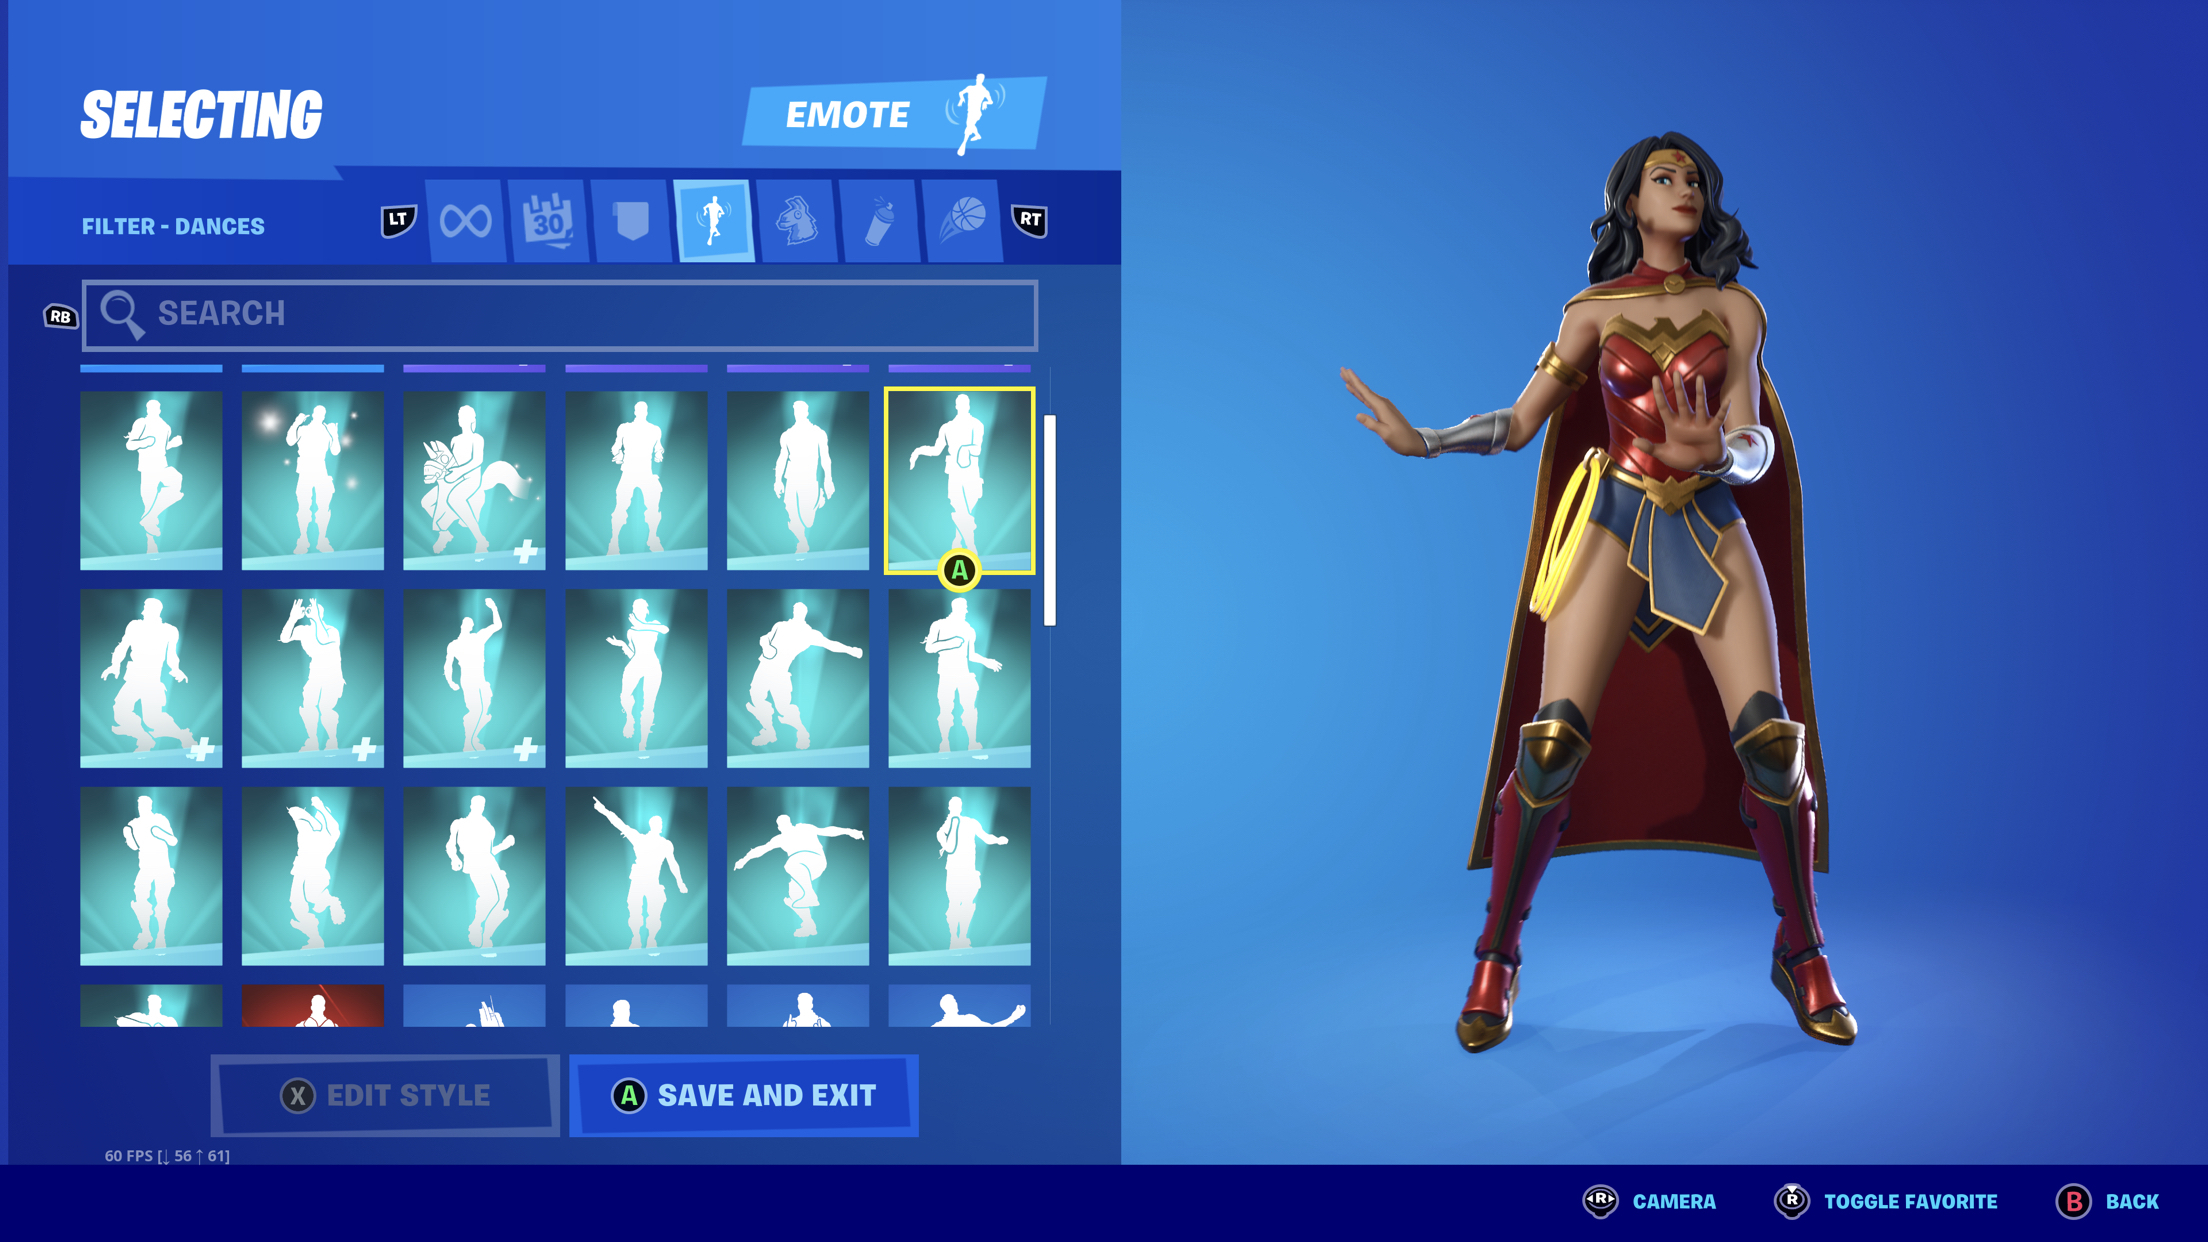 SELECTING
EMOTE
FILTER - DANCES
LT
30
RT
RB
SEARCH
A
X EDIT STYLE
A SAVE AND EXIT
60 FPS [↓ 56 ↑ 61]
R CAMERA
R TOGGLE FAVORITE
B BACK